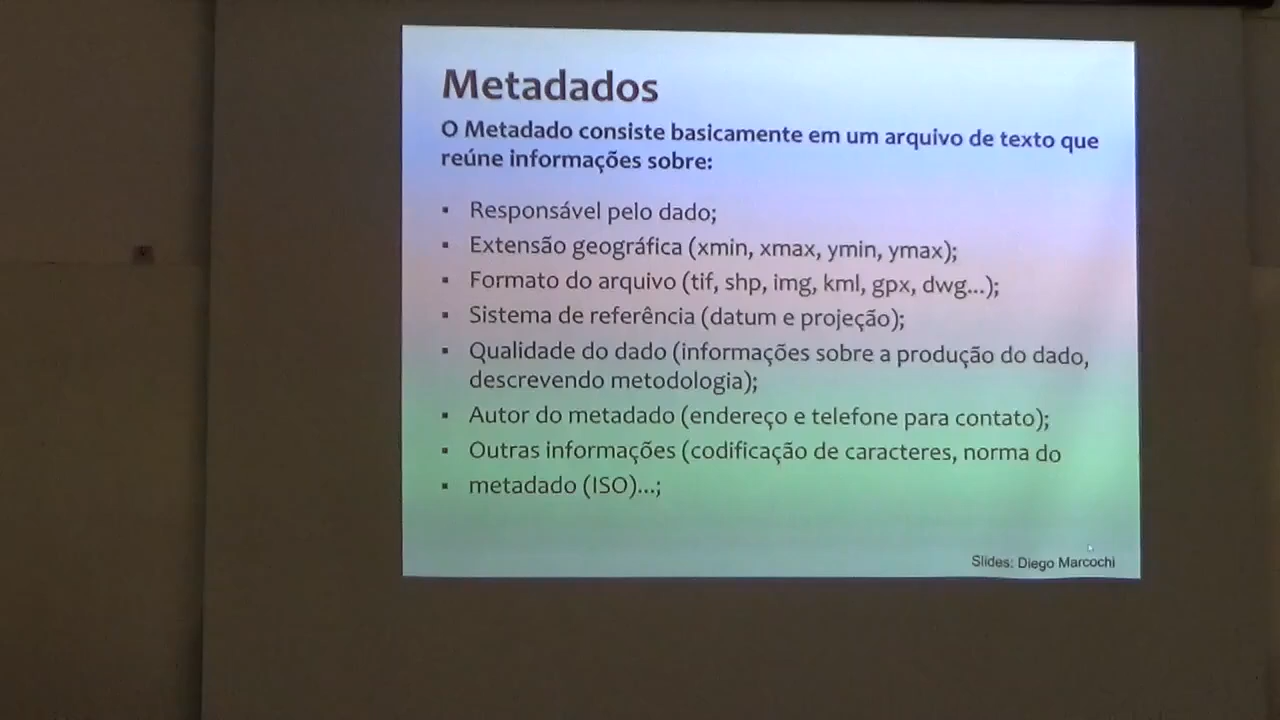 Metadados
O Metadado consiste basicamente em um arquivo de texto que
reúne informações sobre:
▪ Responsável pelo dado;
▪ Extensão geográfica (xmin, xmax, ymin, ymax);
▪ Formato do arquivo (tif, shp, img, kml, gpx, dwg...);
▪ Sistema de referência (datum e projeção);
▪ Qualidade do dado (informações sobre a produção do dado,
descrevendo metodologia);
▪ Autor do metadado (endereço e telefone para contato);
▪ Outras informações (codificação de caracteres, norma do
▪ metadado (ISO)...;
Slides: Diego Marcochi